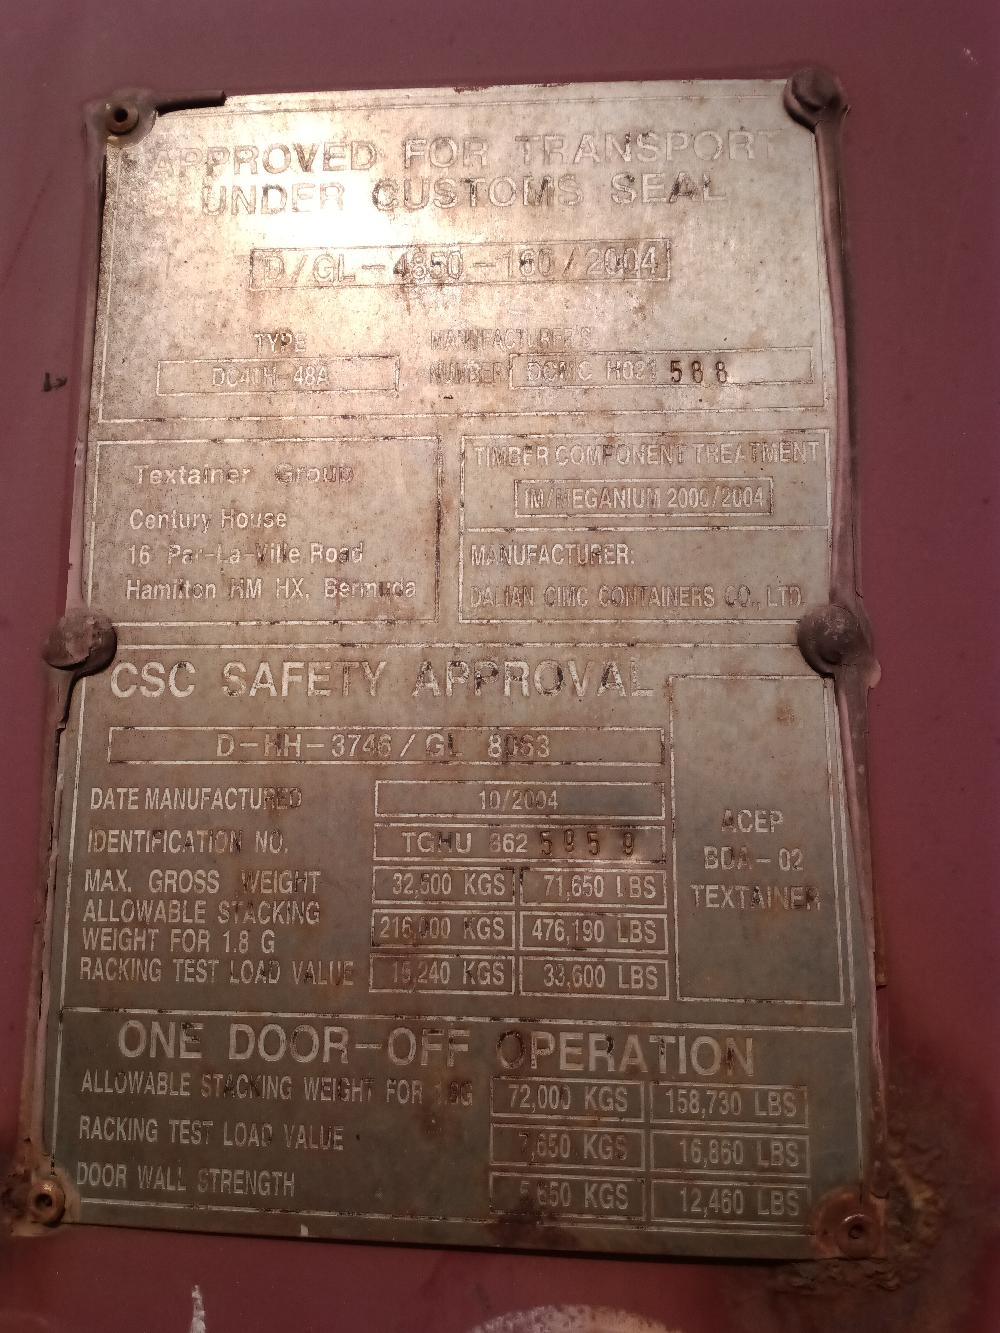 APPROVED FOR TRANSPORT
UNDER CUSTOMS SEAL
D/GL-4850-160/2004
TYPE
DC40H-48A
MANUFACTURER'S
NUMBER 588
Textainer Group
Century House
16 Par-La-Ville Road
Hamilton HM HX, Bermuda
TIMBER COMPONENT TREATMENT
IM/MEGANIUM 2000/2004
MANUFACTURER:
DALIAN CIMC CONTAINERS CO., LTD.
CSC SAFETY APPROVAL
D-HH-3746/GL 8063
DATE MANUFACTURED 10/2004
IDENTIFICATION NO. TGHU 862 5959
MAX. GROSS WEIGHT 32,500 KGS 71,650 LBS
ALLOWABLE STACKING
WEIGHT FOR 1.8 G 216,000 KGS 476,190 LBS
RACKING TEST LOAD VALUE 15,240 KGS 33,600 LBS
ACEP
BDA-02
TEXTAINER
ONE DOOR-OFF OPERATION
ALLOWABLE STACKING WEIGHT FOR 1.8G 72,000 KGS 158,730 LBS
RACKING TEST LOAD VALUE 7,650 KGS 16,860 LBS
DOOR WALL STRENGTH 5,650 KGS 12,460 LBS